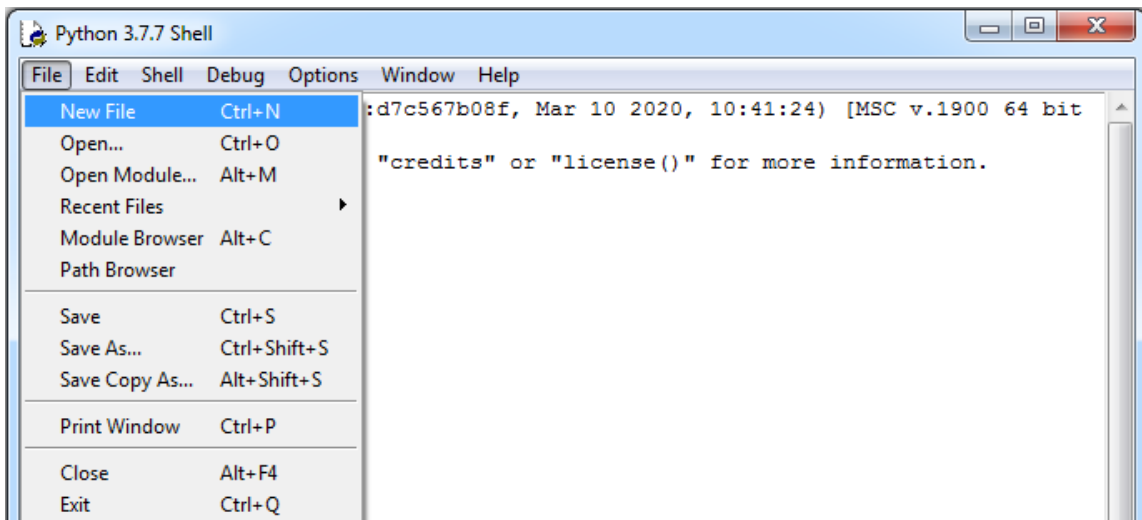 Python 3.7.7 Shell
File Edit Shell Debug Options Window Help
:d7c567b08f, Mar 10 2020, 10:41:24) [MSC v.1900 64 bit
"credits" or "license()" for more information.
New File Ctrl+N
Open... Ctrl+O
Open Module... Alt+M
Recent Files
Module Browser Alt+C
Path Browser
Save Ctrl+S
Save As... Ctrl+Shift+S
Save Copy As... Alt+Shift+S
Print Window Ctrl+P
Close Alt+F4
Exit Ctrl+Q